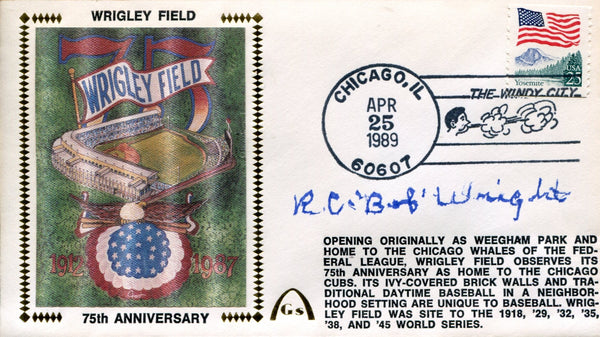 WRIGLEY FIELD
75
WRIGLEY FIELD
1912 1987
75th ANNIVERSARY
Gs
USA
25
Yosemite
CHICAGO, IL
APR
25
1989
60607
THE WINDY CITY
R.C. "Bob" Wright
OPENING ORIGINALLY AS WEEGHAM PARK AND
HOME TO THE CHICAGO WHALES OF THE FED-
ERAL LEAGUE, WRIGLEY FIELD OBSERVES ITS
75th ANNIVERSARY AS HOME TO THE CHICAGO
CUBS. ITS IVY-COVERED BRICK WALLS AND TRA-
DITIONAL DAYTIME BASEBALL IN A NEIGHBOR-
HOOD SETTING ARE UNIQUE TO BASEBALL. WRIG-
LEY FIELD WAS SITE TO THE 1918, '29, '32, '35,
'38, AND '45 WORLD SERIES.